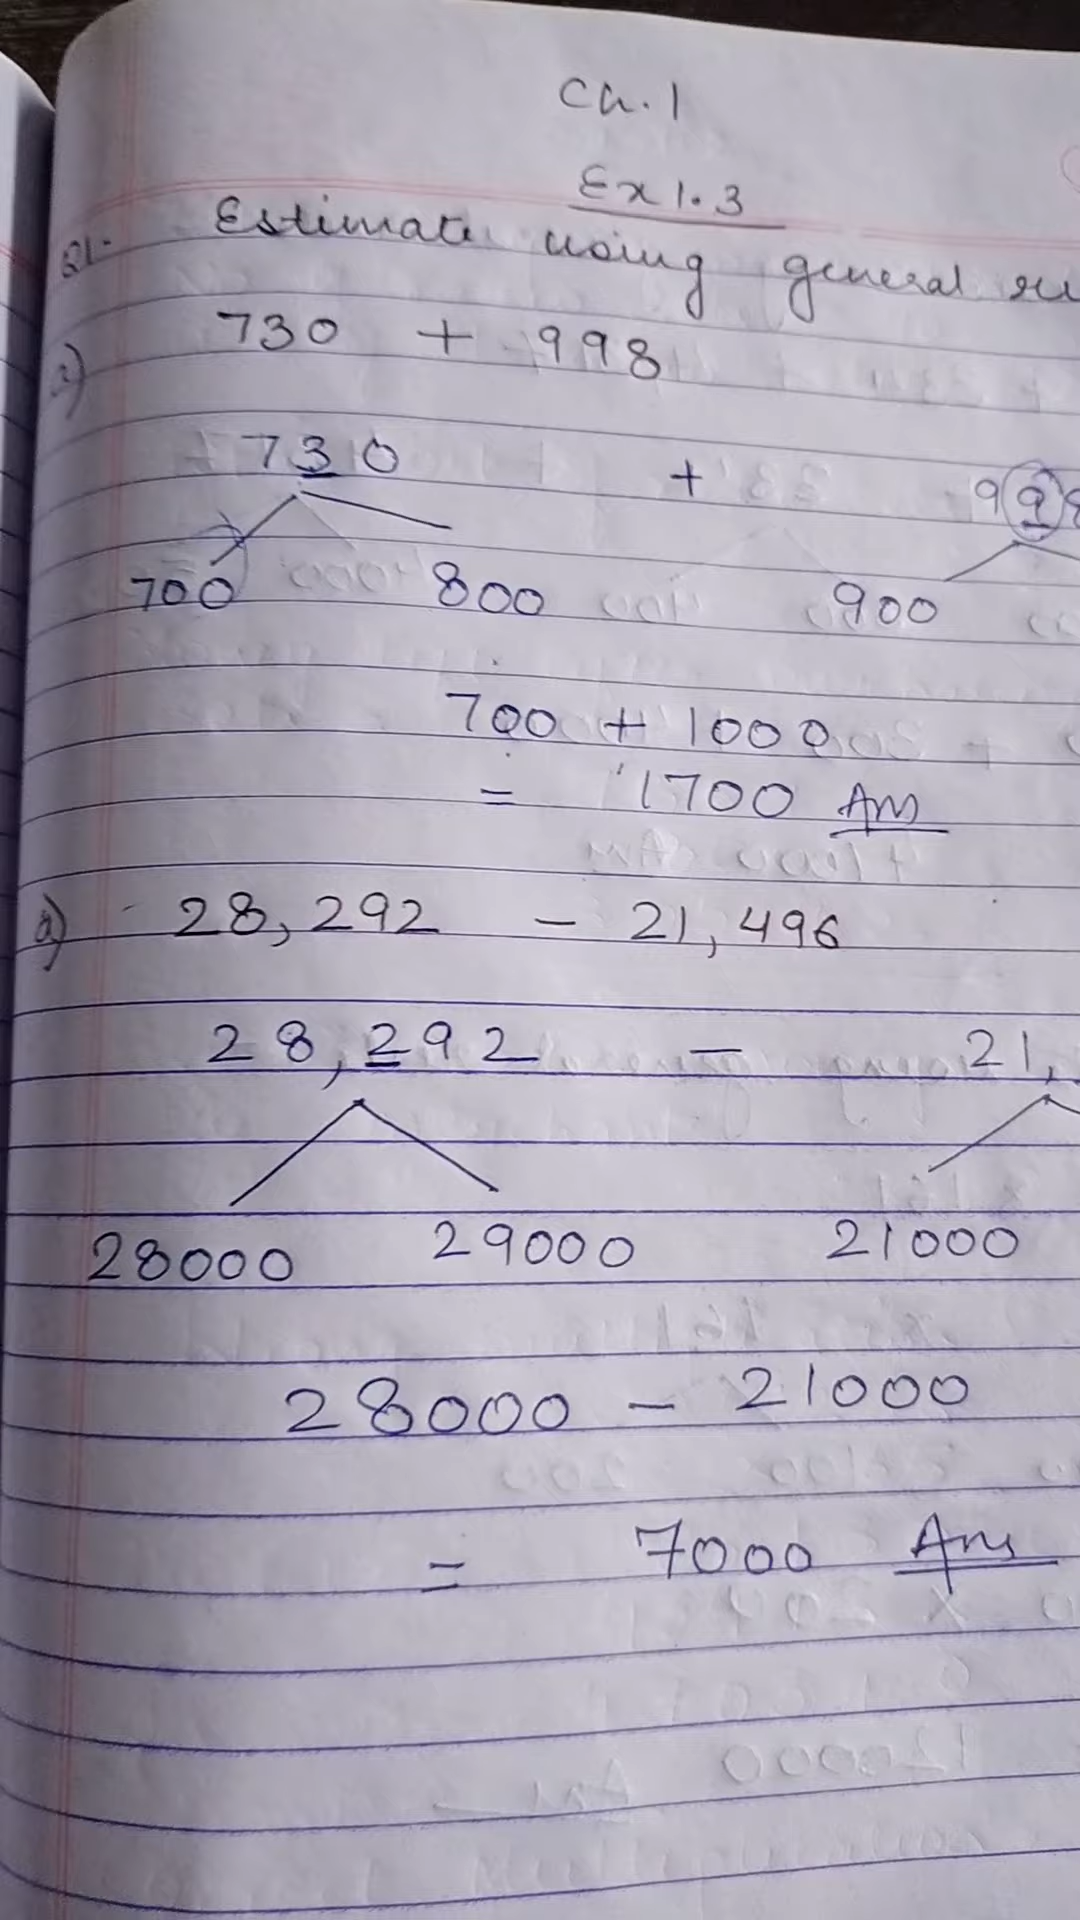 Ch.1
Ex 1.3
Q1. Estimate using general
730 + 998
730 + 998
700 800 900
700 + 1000
= 1700 Ans
28,292 - 21,496
28,292 - 21,
28000 29000 21000
28000 - 21000
= 7000 Ans